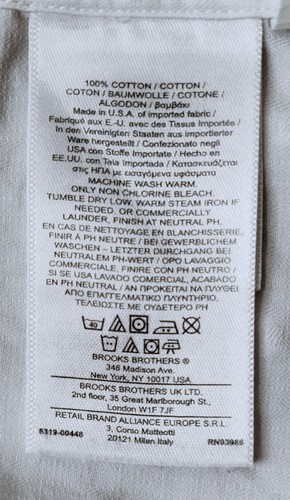 100% COTTON / COTTON /
COTON / BAUMWOLLE / COTONE /
ALGODON / βαμβάκι
Made in U.S.A. of imported fabric /
Fabriqué aux E.-U. avec des Tissus Importés /
In den Vereinigten Staaten aus importierter
Ware hergestellt / Confezionato negli
USA con Stoffe Importate / Hecho en
EE.UU. con Tela Importada / Κατασκευάζεται
στις ΗΠΑ με εισαγόμενα υφάσματα
MACHINE WASH WARM.
ONLY NON CHLORINE BLEACH.
TUMBLE DRY LOW. WARM STEAM IRON IF
NEEDED. OR COMMERCIALLY
LAUNDER, FINISH AT NEUTRAL PH.
EN CAS DE NETTOYAGE EN BLANCHISSERIE,
FINIR À PH NEUTRE / BEI GEWERBLICHEM
WASCHEN – LETZTER DURCHGANG BEI
NEUTRALEM PH-WERT / OPO LAVAGGIO
COMMERCIALE, FINIRE CON PH NEUTRO /
SI SE USA LAVADO COMERCIAL, ACABADO
EN PH NEUTRAL / ΑΝ ΠΡΟΚΕΙΤΑΙ ΝΑ ΠΛΥΘΕΙ
ΑΠΟ ΕΠΑΓΓΕΛΜΑΤΙΚΟ ΠΛΥΝΤΗΡΙΟ,
ΤΕΛΕΙΩΣΤΕ ΜΕ ΟΥΔΕΤΕΡΟ PH
40
BROOKS BROTHERS ®
346 Madison Ave.
New York, NY 10017 USA
BROOKS BROTHERS UK LTD.
2nd floor, 35 Great Marlborough St.,
London W1F 7JF
RETAIL BRAND ALLIANCE EUROPE S.R.L.
3, Corso Matteotti
6319-00448 20121 Milan Italy RN93986